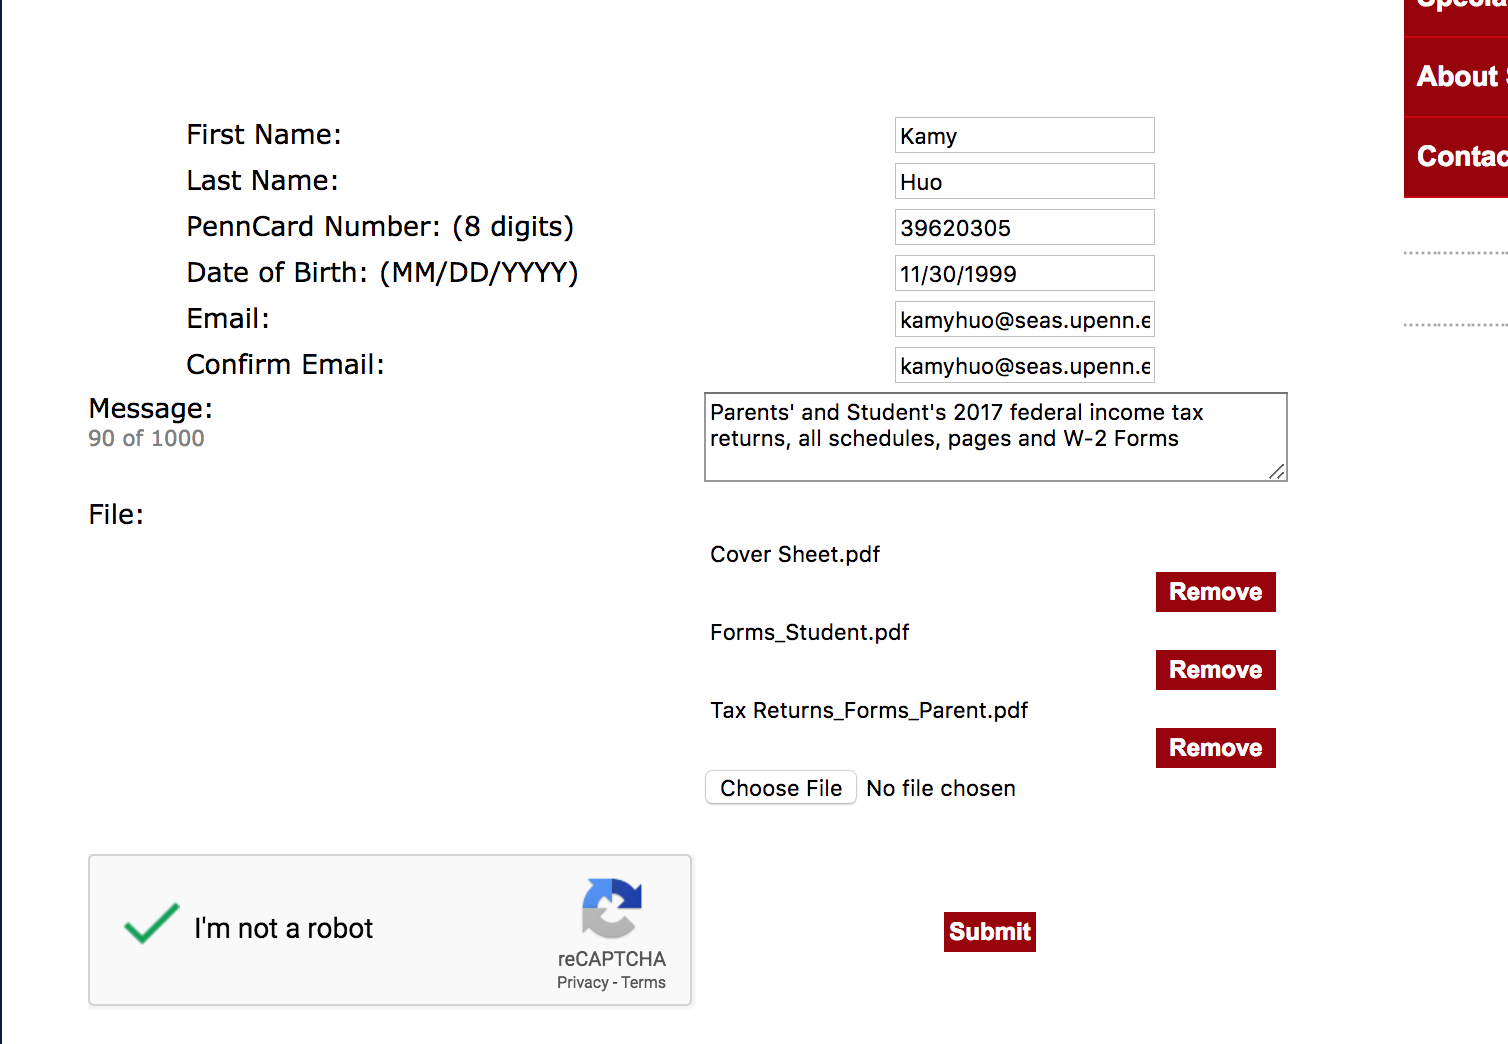 About
First Name: Kamy
Last Name: Huo
PennCard Number: (8 digits) 39620305
Date of Birth: (MM/DD/YYYY) 11/30/1999
Email: kamyhuo@seas.upenn.e
Confirm Email: kamyhuo@seas.upenn.e
Contac
Message:
90 of 1000
Parents' and Student's 2017 federal income tax
returns, all schedules, pages and W-2 Forms
File:
Cover Sheet.pdf
Remove
Forms_Student.pdf
Remove
Tax Returns_Forms_Parent.pdf
Remove
Choose File No file chosen
I'm not a robot
reCAPTCHA
Privacy - Terms
Submit